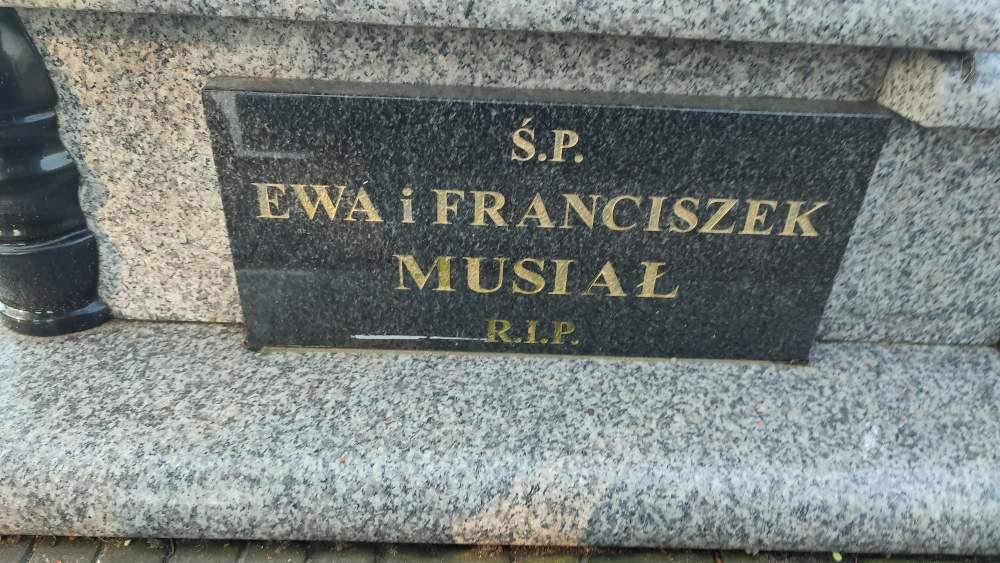 Ś.P.
EWA i FRANCISZEK
MUSIAŁ
R.I.P.